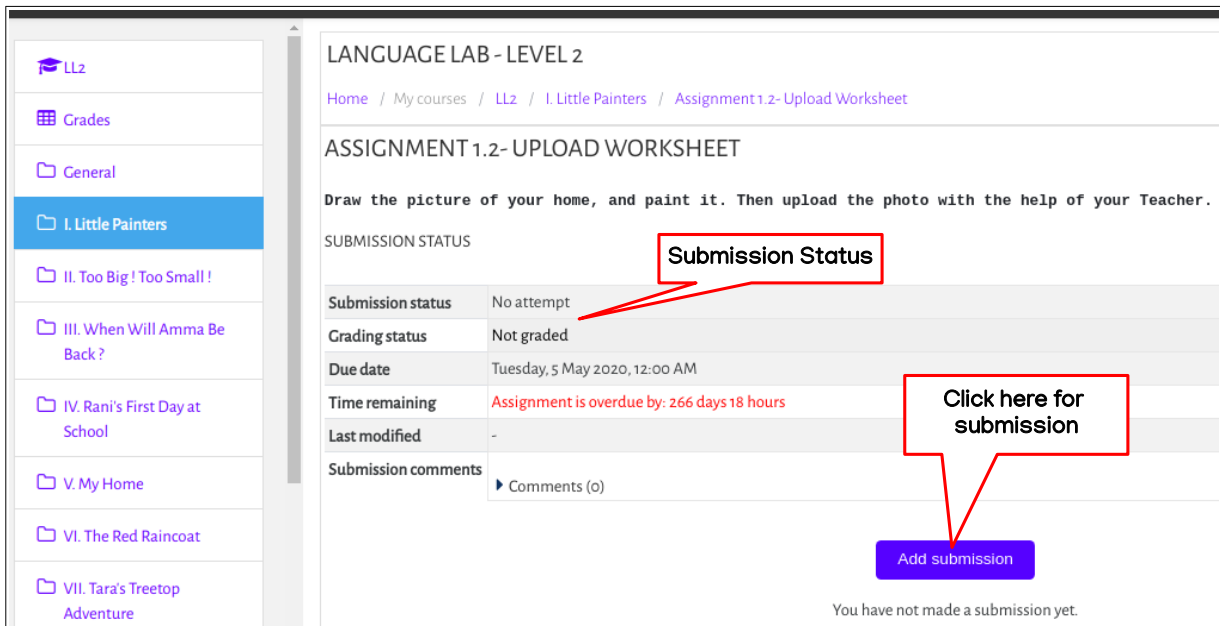 LL2
Grades
General
I. Little Painters
II. Too Big ! Too Small !
III. When Will Amma Be
Back ?
IV. Rani's First Day at
School
V. My Home
VI. The Red Raincoat
VII. Tara's Treetop
Adventure
LANGUAGE LAB - LEVEL 2
Home / My courses / LL2 / I. Little Painters / Assignment 1.2- Upload Worksheet
ASSIGNMENT 1.2- UPLOAD WORKSHEET
Draw the picture of your home, and paint it. Then upload the photo with the help of your Teacher.
SUBMISSION STATUS
Submission Status
Submission status No attempt
Grading status Not graded
Due date Tuesday, 5 May 2020, 12:00 AM
Time remaining Assignment is overdue by: 266 days 18 hours
Last modified -
Submission comments
Comments (0)
Click here for
submission
Add submission
You have not made a submission yet.